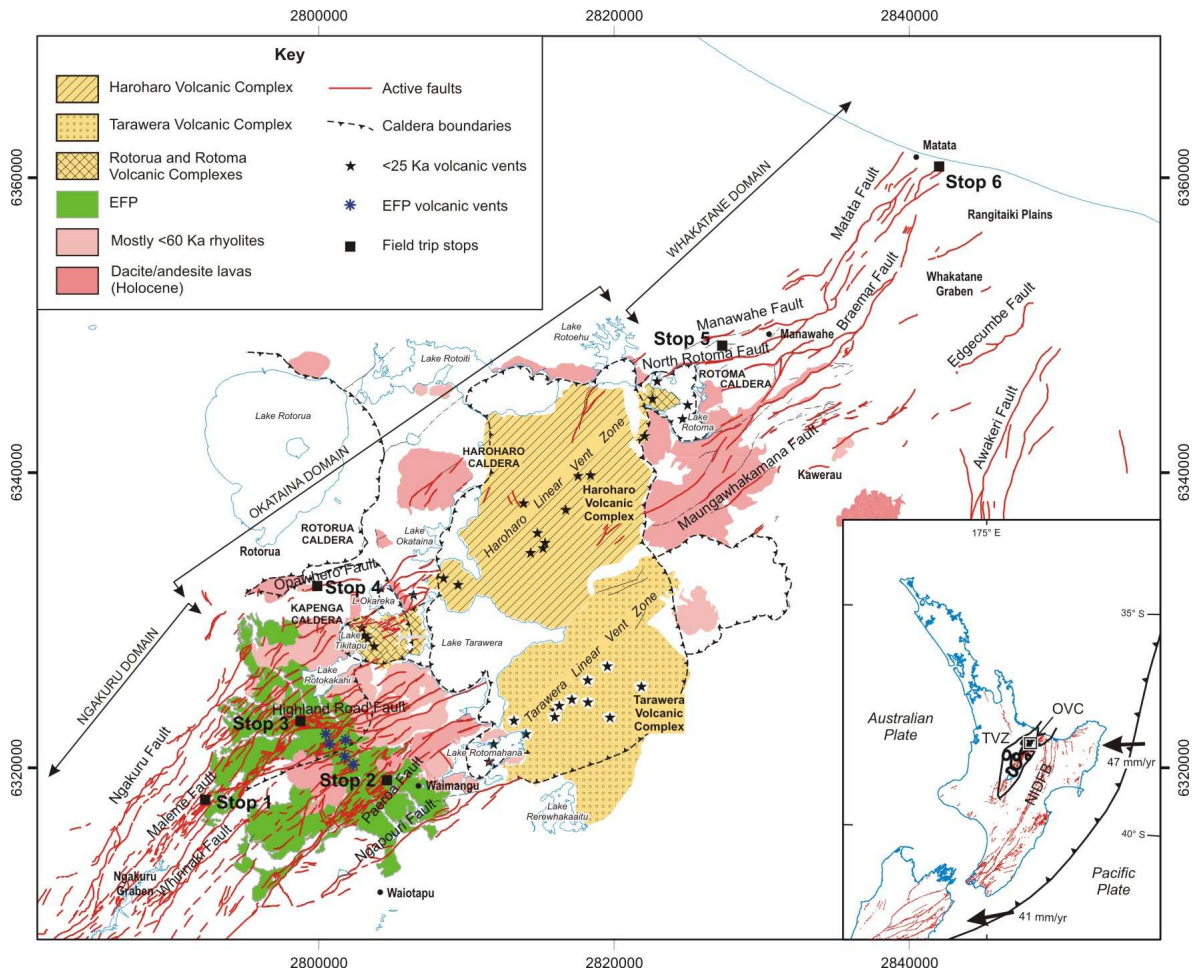 2800000
2820000
2840000
Key
Haroharo Volcanic Complex
Tarawera Volcanic Complex
Rotorua and Rotoma
Volcanic Complexes
EFP
Mostly <60 Ka rhyolites
Dacite/andesite lavas
(Holocene)
Active faults
Caldera boundaries
<25 Ka volcanic vents
EFP volcanic vents
Field trip stops
6360000
6360000
6340000
6340000
6320000
6320000
WHAKATANE DOMAIN
Matata
Stop 6
Matata Fault
Rangitaiki Plains
Whakatane
Graben
Braemar Fault
Edgecumbe Fault
Manawahe Fault
Manawahe
Stop 5
North Rotoma Fault
ROTOMA
CALDERA
Lake
Rotoma
Lake
Rotoehu
Lake Rotoiti
Lake Rotorua
OKATAINA DOMAIN
HAROHARO
CALDERA
Haroharo Linear Vent Zone
Haroharo
Volcanic
Complex
Awakeri Fault
Kawerau
Maungawhakamana Fault
ROTORUA
CALDERA
Rotorua
Lake
Okataina
Opawhero Fault
Stop 4
L Okareka
KAPENGA
CALDERA
Lake
Tikitapu
Lake Tarawera
Lake
Rotokakahi
NGAKURU DOMAIN
Highland Road Fault
Stop 3
Tarawera Linear Vent Zone
Tarawera
Volcanic
Complex
Lake Rotomahana
Stop 2
Waimangu
Paeroa Fault
Ngapouri Fault
Lake
Rerewhakaaitu
Ngakuru Fault
Maleme Fault
Stop 1
Whirinaki Fault
Ngakuru
Graben
Waiotapu
175° E
35° S
Australian
Plate
OVC
TVZ
NIDFB
47 mm/yr
40° S
Pacific
Plate
41 mm/yr
2800000
2820000
2840000